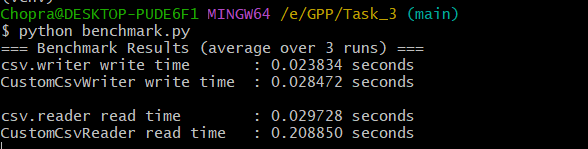 Chopra@DESKTOP-PUDE6F1 MINGW64 /e/GPP/Task_3 (main)
$ python benchmark.py
=== Benchmark Results (average over 3 runs) ===
csv.writer write time      : 0.023834 seconds
CustomCsvWriter write time  : 0.028472 seconds
csv.reader read time       : 0.029728 seconds
CustomCsvReader read time   : 0.208850 seconds